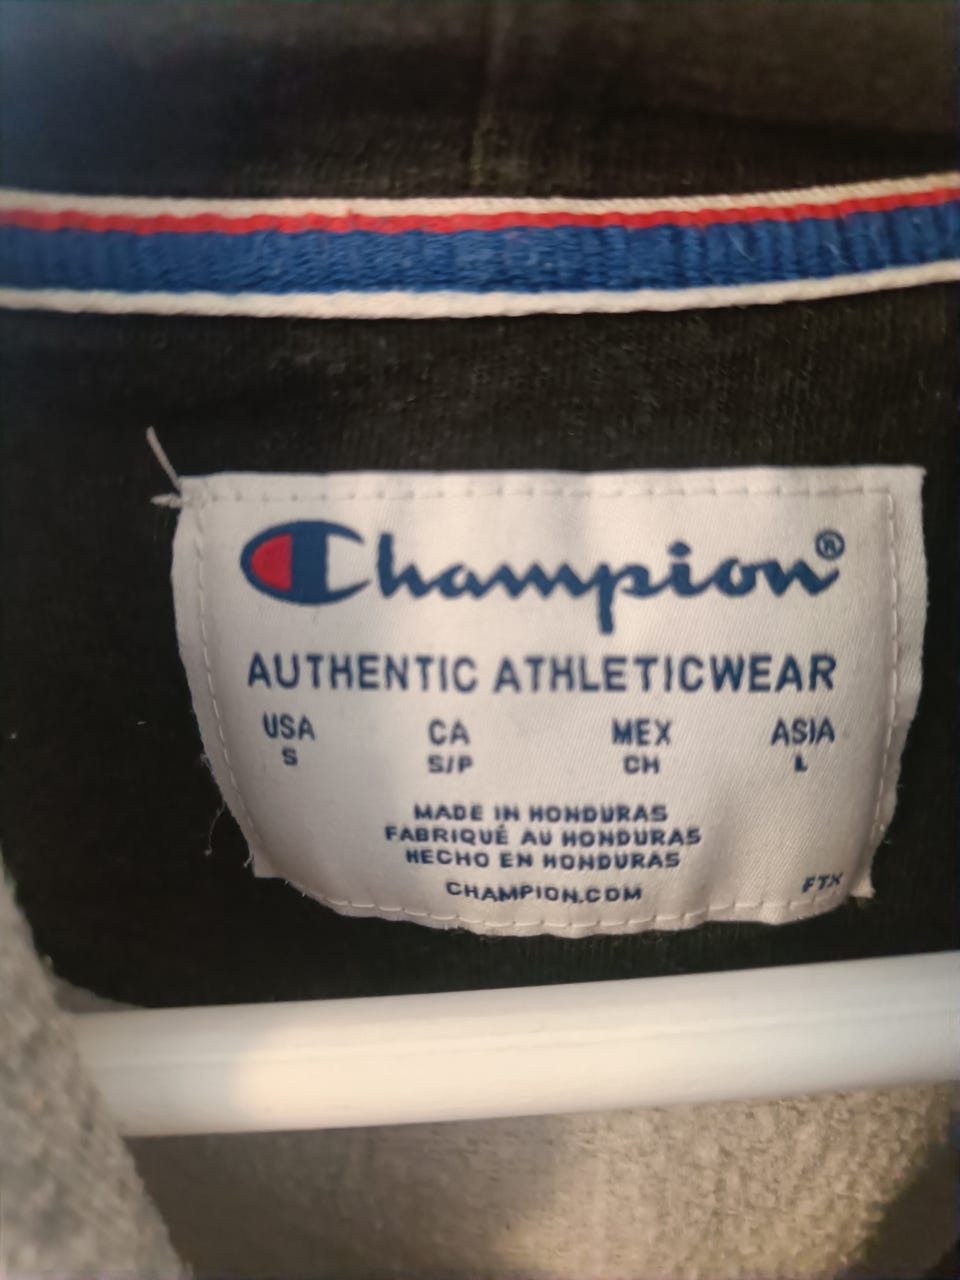 Champion®
AUTHENTIC ATHLETICWEAR
USA CA MEX ASIA
S S/P CH L
MADE IN HONDURAS
FABRIQUÉ AU HONDURAS
HECHO EN HONDURAS
CHAMPION.COM FTX